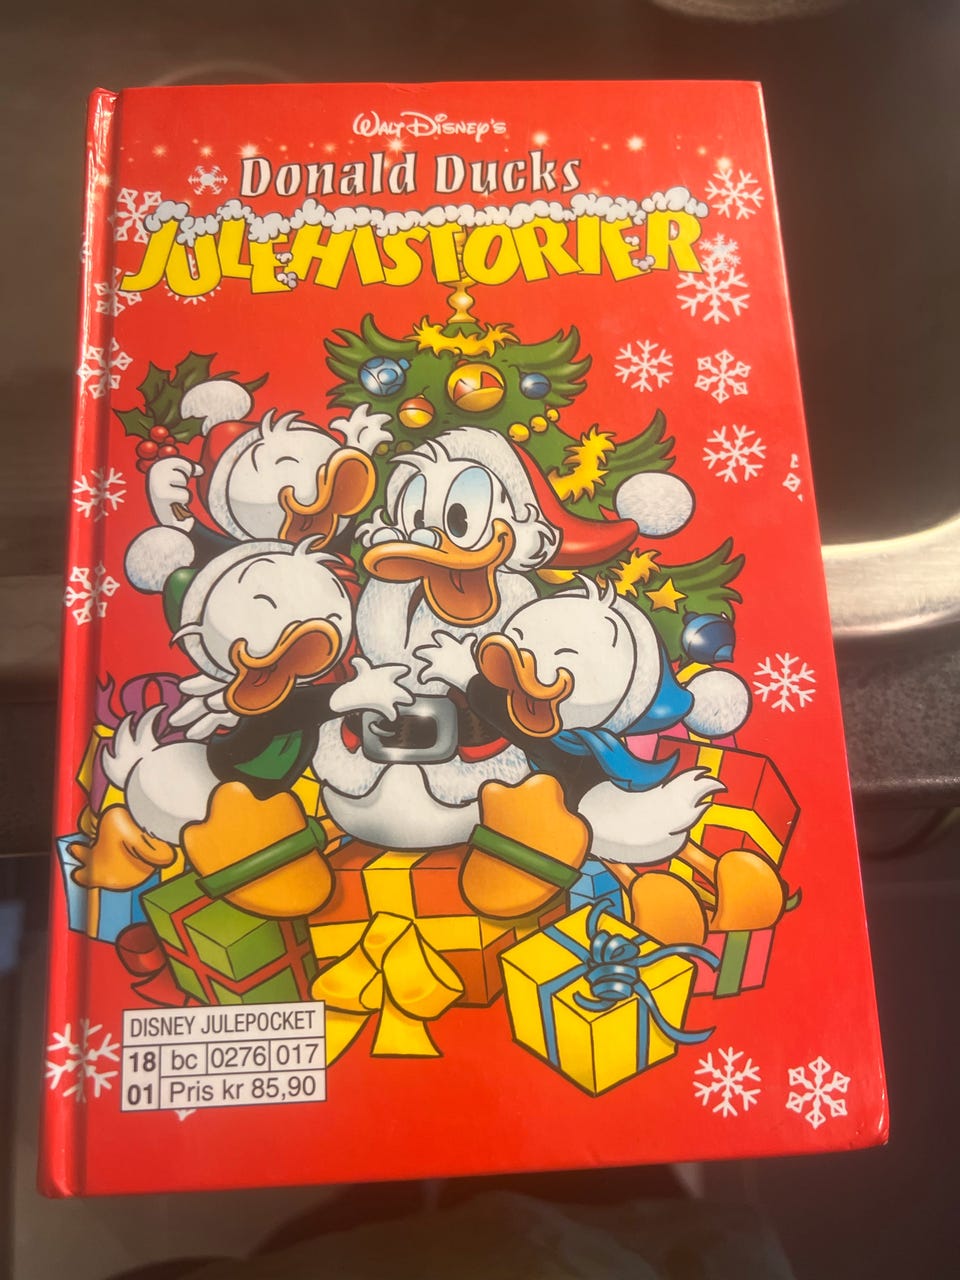 Walt Disney's
Donald Ducks
JULEHISTORIER
DISNEY JULEPOCKET
18 bc 0276 017
01 Pris kr 85,90